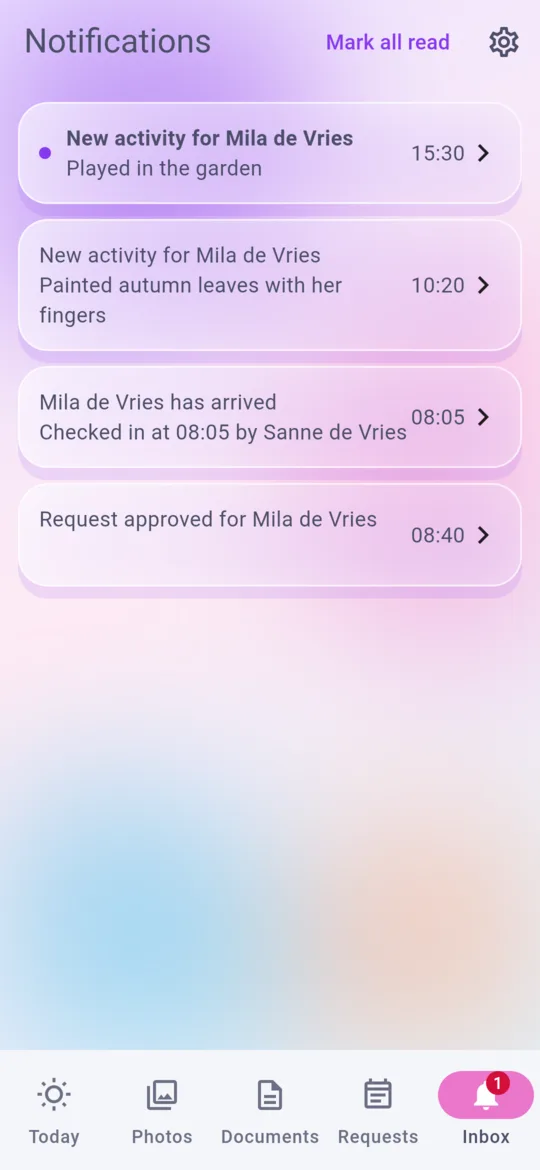 Notifications
Mark all read
New activity for Mila de Vries
Played in the garden
15:30
New activity for Mila de Vries
Painted autumn leaves with her
fingers
10:20
Mila de Vries has arrived
Checked in at 08:05 by Sanne de Vries
08:05
Request approved for Mila de Vries
08:40
1
Today
Photos
Documents
Requests
Inbox